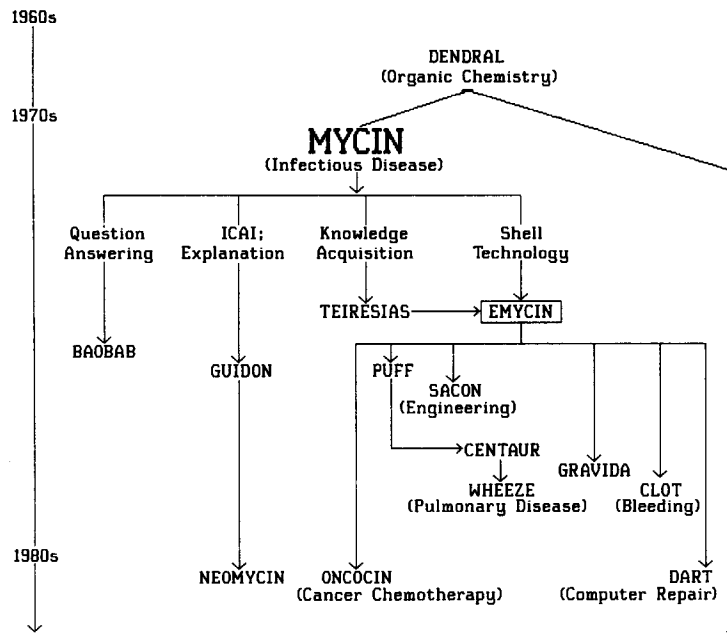 1960s
DENDRAL
(Organic Chemistry)
1970s
MYCIN
(Infectious Disease)
Question
Answering
ICAI;
Explanation
Knowledge
Acquisition
Shell
Technology
TEIRESIAS
EMYCIN
BAOBAB
GUIDON
PUFF
SACON
(Engineering)
CENTAUR
GRAVIDA
WHEEZE
(Pulmonary Disease)
CLOT
(Bleeding)
1980s
NEOMYCIN
ONCOCIN
(Cancer Chemotherapy)
DART
(Computer Repair)